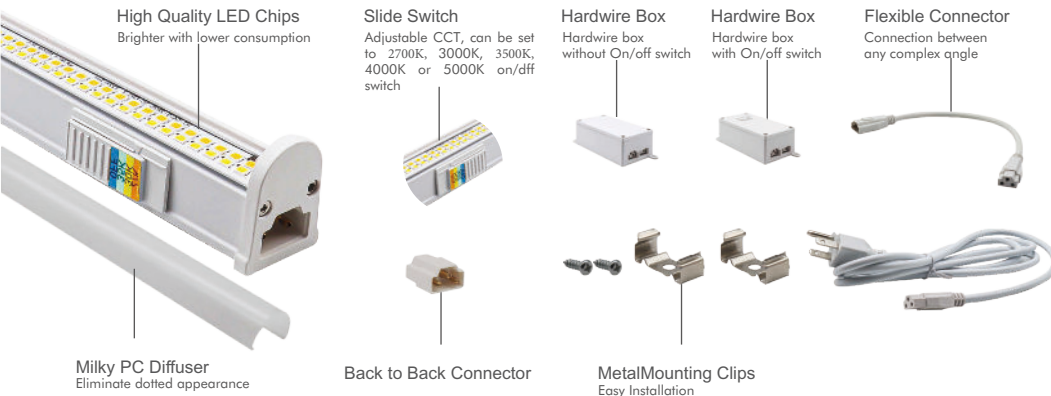 High Quality LED Chips
Brighter with lower consumption
Slide Switch
Adjustable CCT, can be set
to 2700K, 3000K, 3500K,
4000K or 5000K on/dff
switch
Hardwire Box
Hardwire box
without On/off switch
Hardwire Box
Hardwire box
with On/off switch
Flexible Connector
Connection between
any complex angle
Milky PC Diffuser
Eliminate dotted appearance
Back to Back Connector
MetalMounting Clips
Easy Installation